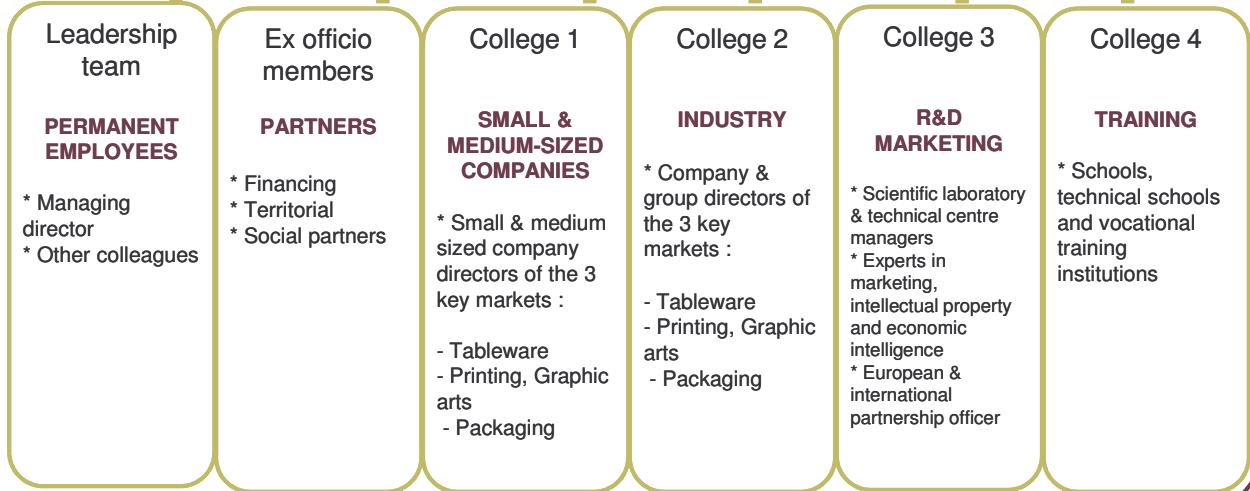 Leadership
team
PERMANENT
EMPLOYEES
* Managing
director
* Other colleagues
Ex officio
members
PARTNERS
* Financing
* Territorial
* Social partners
College 1
SMALL &
MEDIUM-SIZED
COMPANIES
* Small & medium
sized company
directors of the 3
key markets :
- Tableware
- Printing, Graphic
arts
- Packaging
College 2
INDUSTRY
* Company &
group directors of
the 3 key
markets :
- Tableware
- Printing, Graphic
arts
- Packaging
College 3
R&D
MARKETING
* Scientific laboratory
& technical centre
managers
* Experts in
marketing,
intellectual property
and economic
intelligence
* European &
international
partnership officer
College 4
TRAINING
* Schools,
technical schools
and vocational
training
institutions